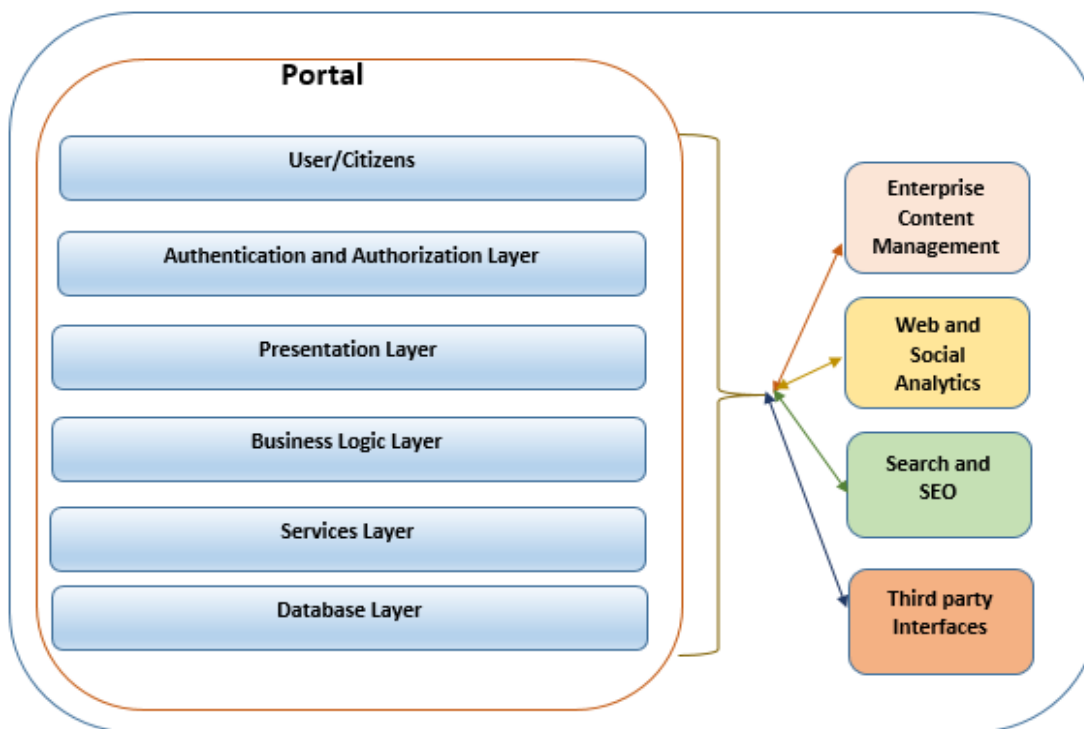 Portal
User/Citizens
Authentication and Authorization Layer
Presentation Layer
Business Logic Layer
Services Layer
Database Layer
Enterprise
Content
Management
Web and
Social
Analytics
Search and
SEO
Third party
Interfaces